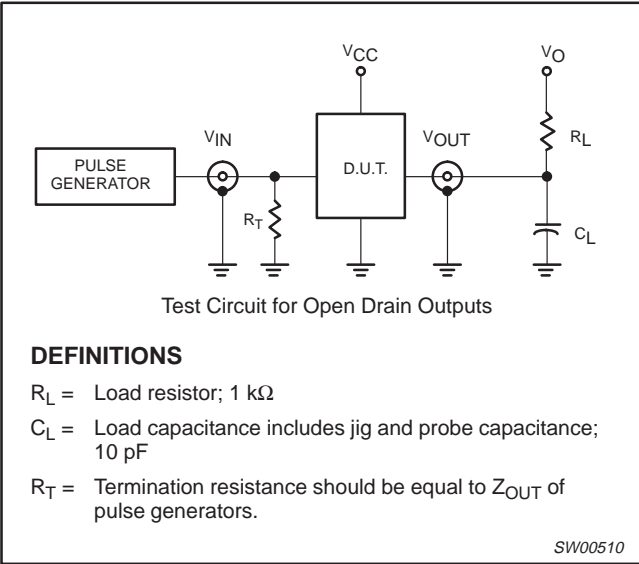 VCC
VO
VIN
VOUT
RL
PULSE
GENERATOR
D.U.T.
RT
CL
Test Circuit for Open Drain Outputs
DEFINITIONS
RL = Load resistor; 1 kΩ
CL = Load capacitance includes jig and probe capacitance;
10 pF
RT = Termination resistance should be equal to ZOUT of
pulse generators.
SW00510